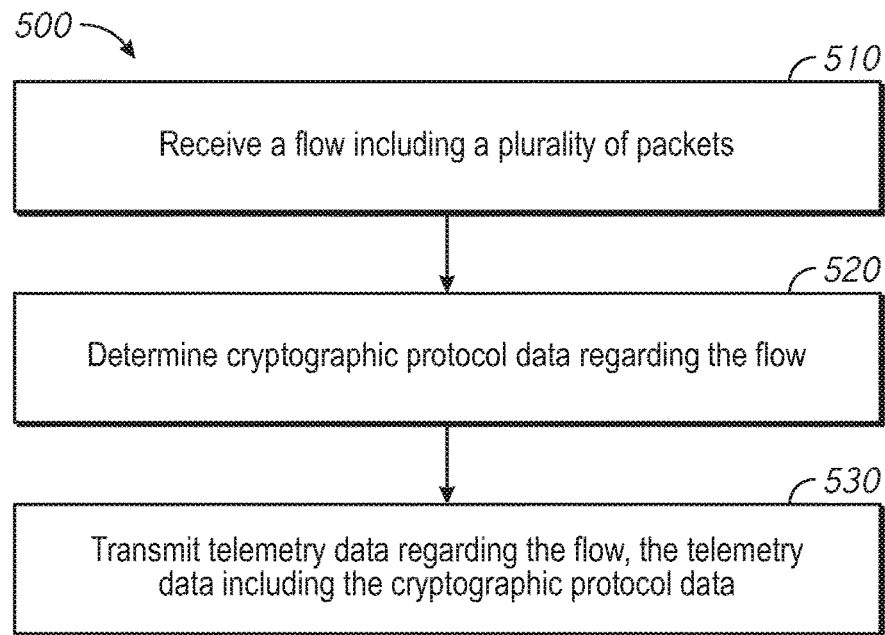 500
510
Receive a flow including a plurality of packets
520
Determine cryptographic protocol data regarding the flow
530
Transmit telemetry data regarding the flow, the telemetry
data including the cryptographic protocol data